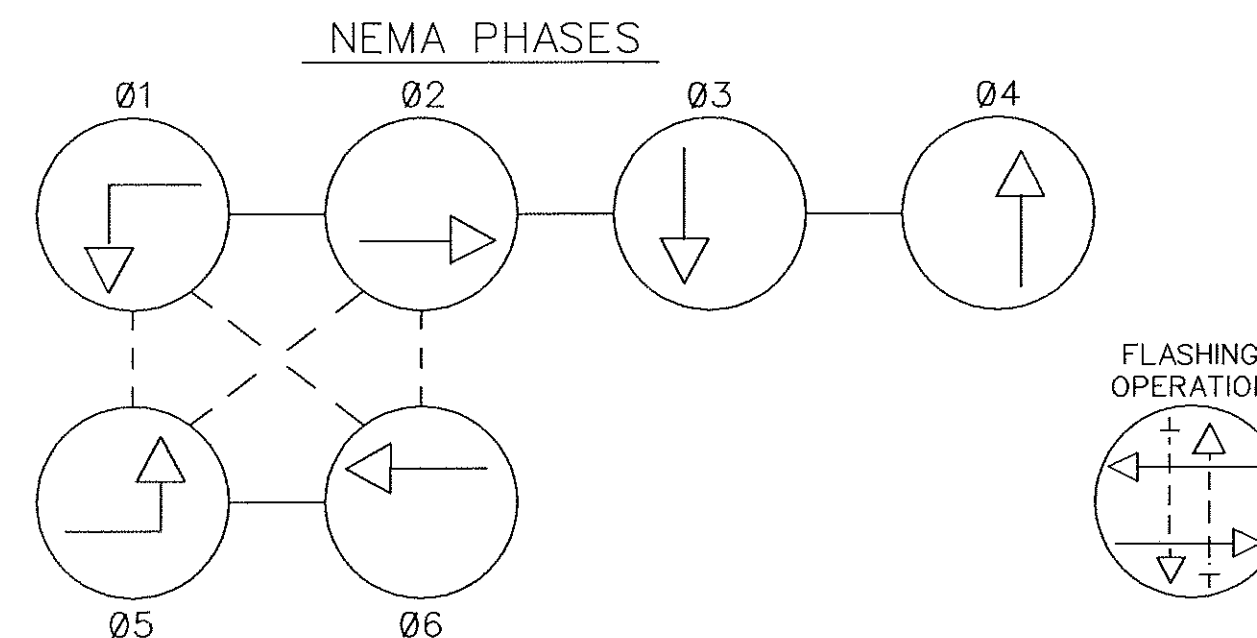 NEMA PHASES
Ø1 Ø2 Ø3 Ø4
FLASHING
OPERATION
Ø5 Ø6